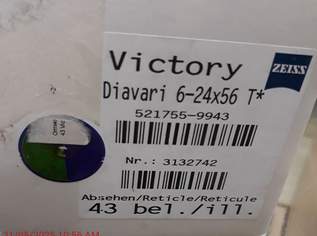 Victory
ZEISS
Diavari 6-24x56 T*
521755-9943
Nr.: 3132742
Absehen/Reticle/Reticule
43 bel./ill.